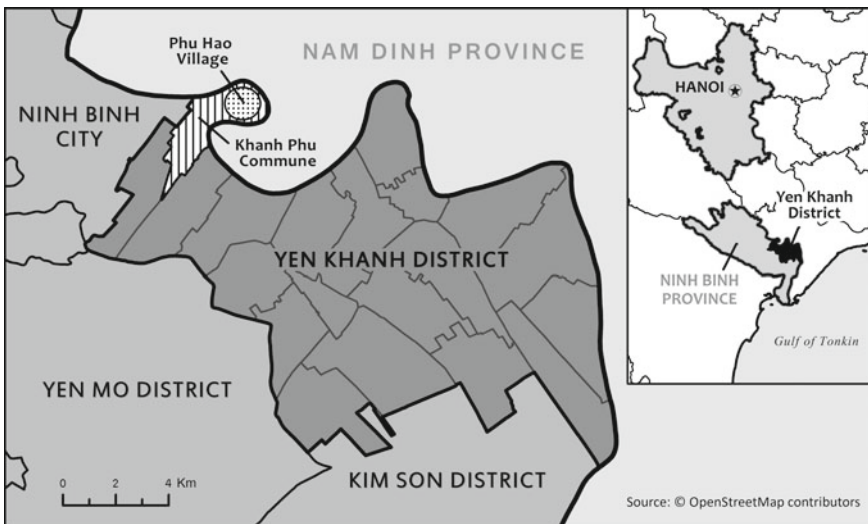 Phu Hao
Village
NAM DINH PROVINCE
NINH BINH
CITY
Khanh Phu
Commune
YEN KHANH DISTRICT
YEN MO DISTRICT
KIM SON DISTRICT
0 2 4 Km
HANOI
Yen Khanh
District
NINH BINH
PROVINCE
Gulf of Tonkin
Source: © OpenStreetMap contributors